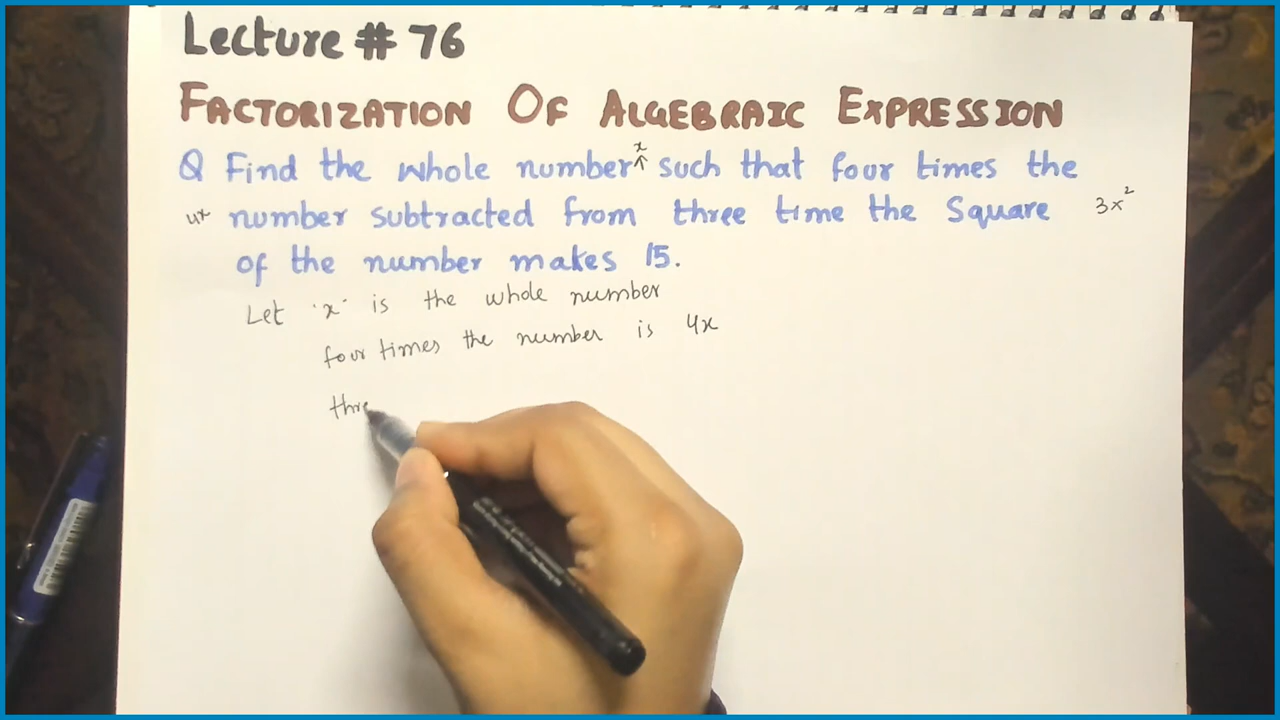 Lecture # 76
FACTORIZATION OF ALGEBRAIC EXPRESSION
Q Find the whole number x such that four times the
4x number subtracted from three time the Square 3x²
of the number makes 15.
Let 'x' is the whole number
four times the number is 4x
thre